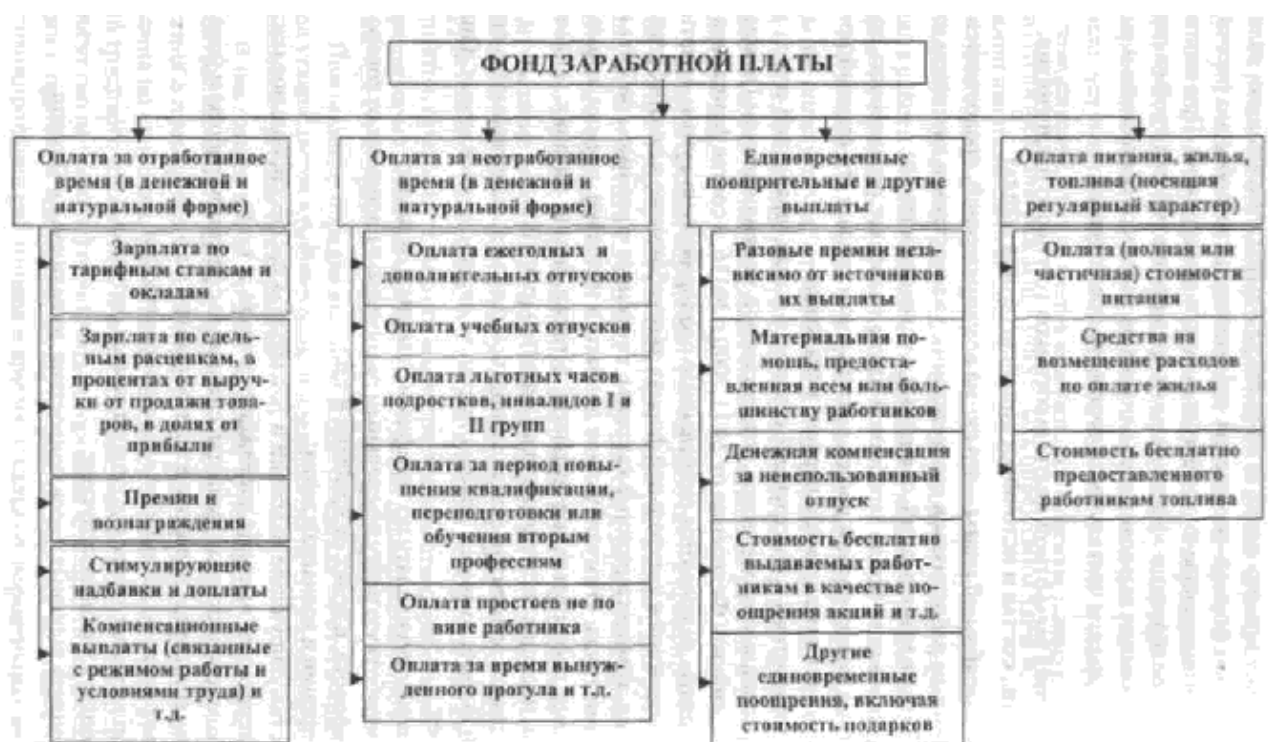 ФОНД ЗАРАБОТНОЙ ПЛАТЫ
Оплата за отработанное
время (в денежной и
натуральной форме)
Зарплата по
тарифным ставкам и
окладам
Зарплата по сдель-
ным расценкам, в
процентах от выруч-
ки от продажи това-
ров, в долях от
прибыли
Премии и
вознаграждения
Стимулирующие
надбавки и доплаты
Компенсационные
выплаты (связанные
с режимом работы и
условиями труда) и
т.д.
Оплата за неотработанное
время (в денежной и
натуральной форме)
Оплата ежегодных и
дополнительных отпусков
Оплата учебных отпусков
Оплата льготных часов
подростков, инвалидов I и
II групп
Оплата за период повы-
шения квалификации,
переподготовки или
обучения вторым
профессиям
Оплата простоев не по
вине работника
Оплата за время вынуж-
денного прогула и т.д.
Единовременные
поощрительные и другие
выплаты
Разовые премии неза-
висимо от источников
их выплаты
Материальная по-
мощь, предоста-
вленная всем или боль-
шинству работников
Денежная компенсация
за неиспользованный
отпуск
Стоимость бесплатно
выдаваемых работ-
никам в качестве по-
ощрения акций и т.д.
Другие
единовременные
поощрения, включая
стоимость подарков
Оплата питания, жилья,
топлива (носящая
регулярный характер)
Оплата (полная или
частичная) стоимости
питания
Средства на
возмещение расходов
по оплате жилья
Стоимость бесплатно
предоставленного
работникам топлива